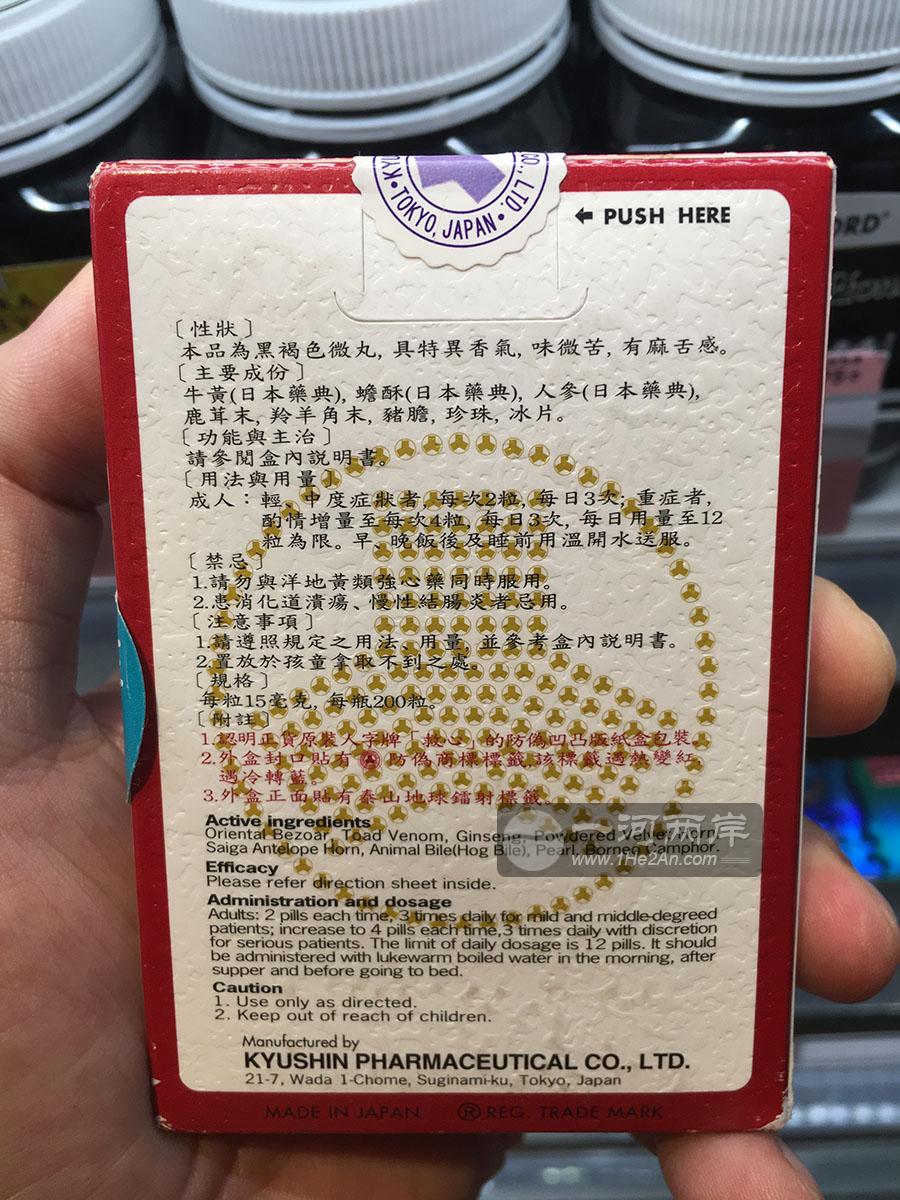 CO., LTD.
TOKYO, JAPAN
PUSH HERE
〔性狀〕
本品為黑褐色微丸, 具特異香氣, 味微苦, 有麻舌感。
〔主要成份〕
牛黃(日本藥典), 蟾酥(日本藥典), 人參(日本藥典),
鹿茸末, 羚羊角末, 豬膽, 珍珠, 冰片。
〔功能與主治〕
請參閱盒內説明書。
〔用法與用量〕
成人：輕、中度症狀者, 每次2粒, 每日3次; 重症者,
酌情增量至每次4粒, 每日3次, 每日用量至12
粒為限。早、晚飯後及睡前用溫開水送服。
〔禁忌〕
1.請勿與洋地黃類強心藥同時服用。
2.患消化道潰瘍、慢性結腸炎者忌用。
〔注意事項〕
1.請遵照規定之用法、用量, 並參考盒內説明書。
2.置放於孩童拿取不到之處。
〔規格〕
每粒15毫克, 每瓶200粒。
〔附註〕
1.認明正貨原裝人字牌「救心」的防偽凹凸版紙盒包裝。
2.外盒封口貼有 防偽商標標籤,該標籤遇熱變紅,
遇冷轉藍。
3.外盒正面貼有泰山地球鐳射標籤。
Active ingredients
Oriental Bezoar, Toad Venom, Ginseng, Powdered Velvet Horn,
Saiga Antelope Horn, Animal Bile(Hog Bile), Pearl, Borneo Camphor.
Efficacy
Please refer direction sheet inside.
Administration and dosage
Adults: 2 pills each time, 3 times daily for mild and middle-degreed
patients; increase to 4 pills each time,3 times daily with discretion
for serious patients. The limit of daily dosage is 12 pills. It should
be administered with lukewarm boiled water in the morning, after
supper and before going to bed.
Caution
1. Use only as directed.
2. Keep out of reach of children.
Manufactured by
KYUSHIN PHARMACEUTICAL CO., LTD.
21-7, Wada 1-Chome, Suginami-ku, Tokyo, Japan
MADE IN JAPAN ®REG. TRADE MARK
一河兩岸
www.1He2An.com